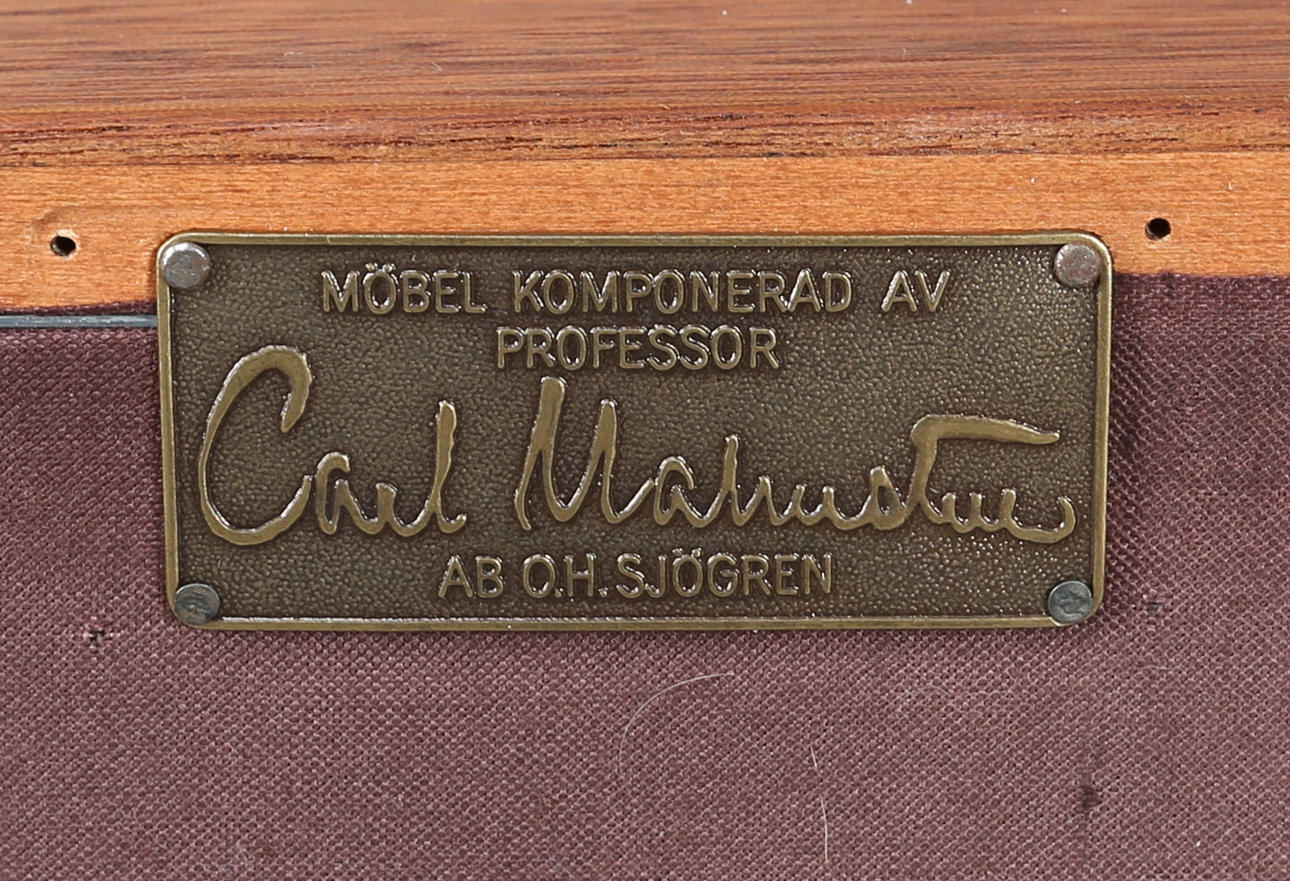 MÖBEL KOMPONERAD AV
PROFESSOR
Carl Malmsten
AB O.H. SJÖGREN